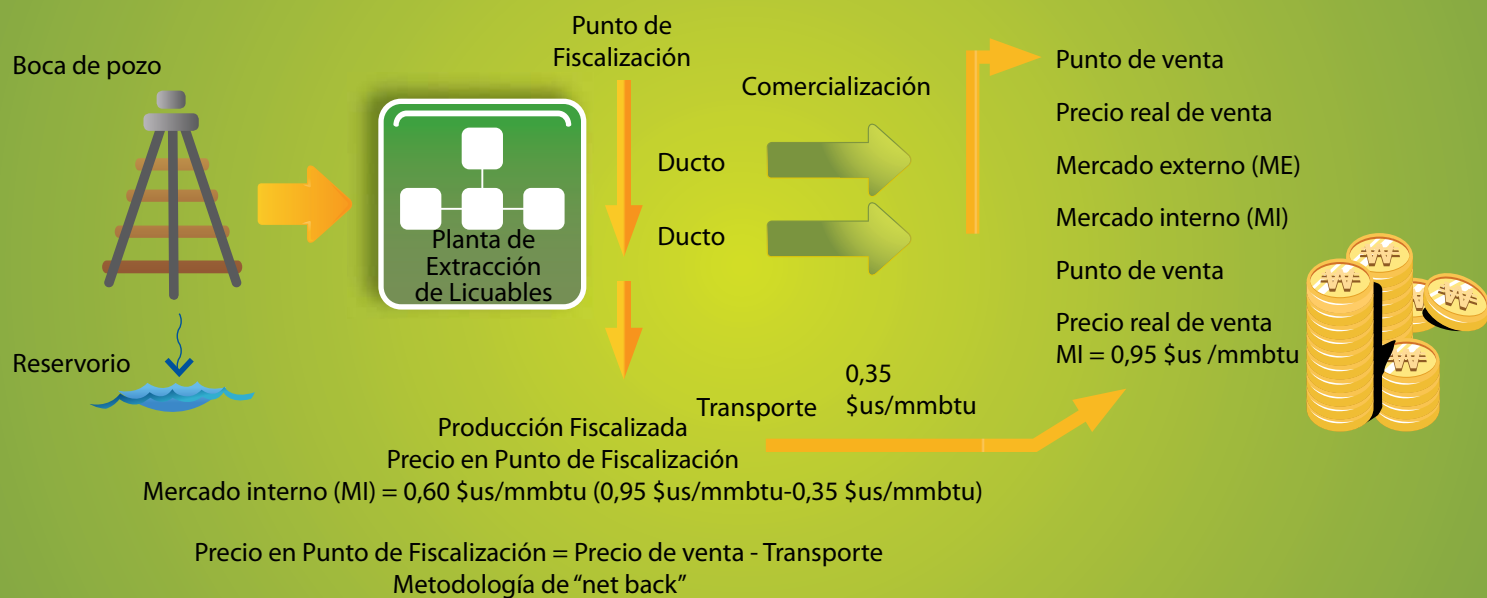 Boca de pozo
Reservorio
Planta de
Extracción
de Licuables
Punto de
Fiscalización
Comercialización
Ducto
Ducto
Punto de venta
Precio real de venta
Mercado externo (ME)
Mercado interno (MI)
Punto de venta
Precio real de venta
MI = 0,95 $us /mmbtu
0,35
Transporte $us/mmbtu
Producción Fiscalizada
Precio en Punto de Fiscalización
Mercado interno (MI) = 0,60 $us/mmbtu (0,95 $us/mmbtu-0,35 $us/mmbtu)
Precio en Punto de Fiscalización = Precio de venta - Transporte
Metodología de “net back”